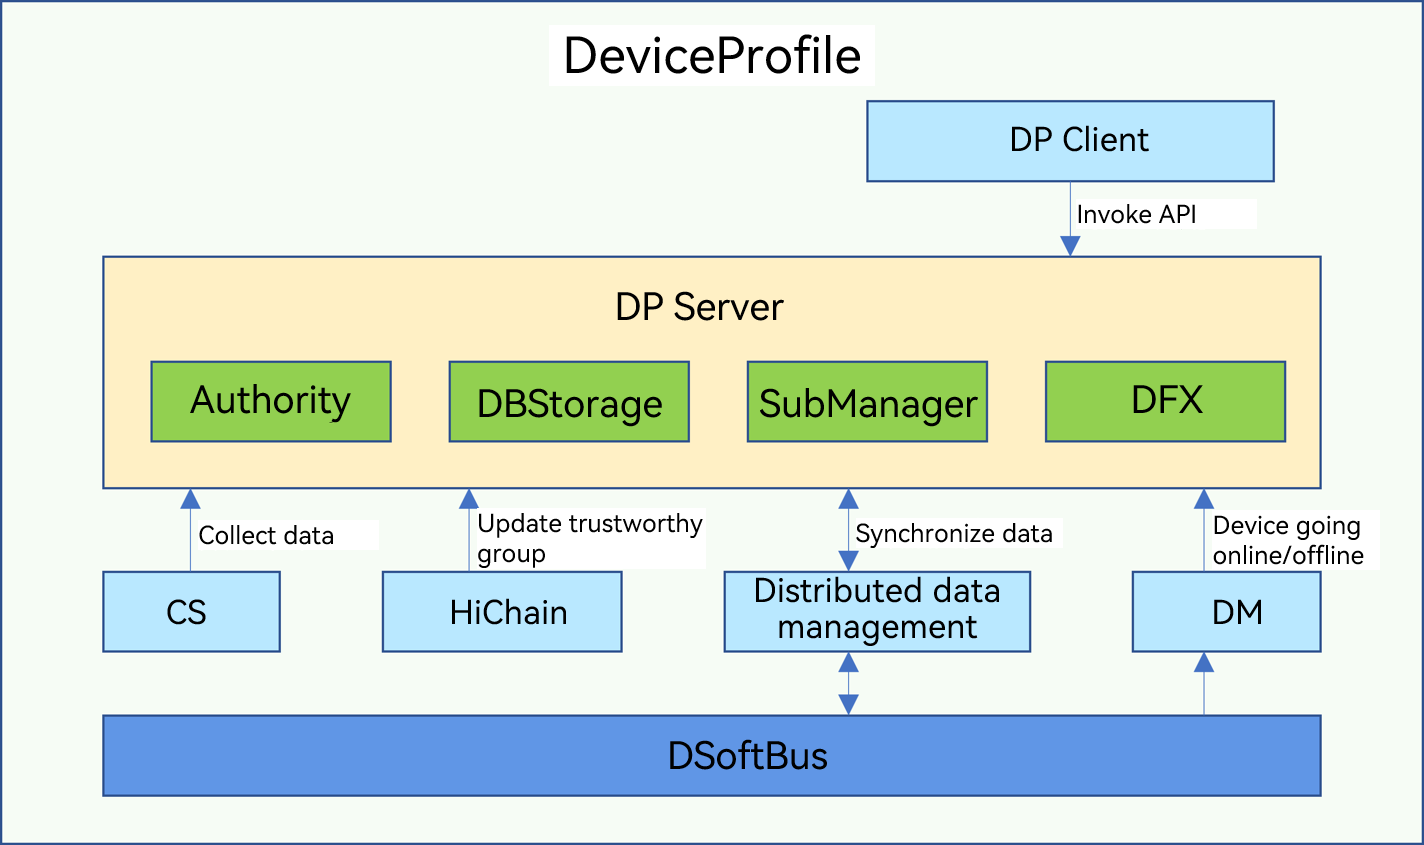 DeviceProfile
DP Client
Invoke API
DP Server
Authority
DBStorage
SubManager
DFX
Collect data
Update trustworthy
group
Synchronize data
Device going
online/offline
CS
HiChain
Distributed data
management
DM
DSoftBus